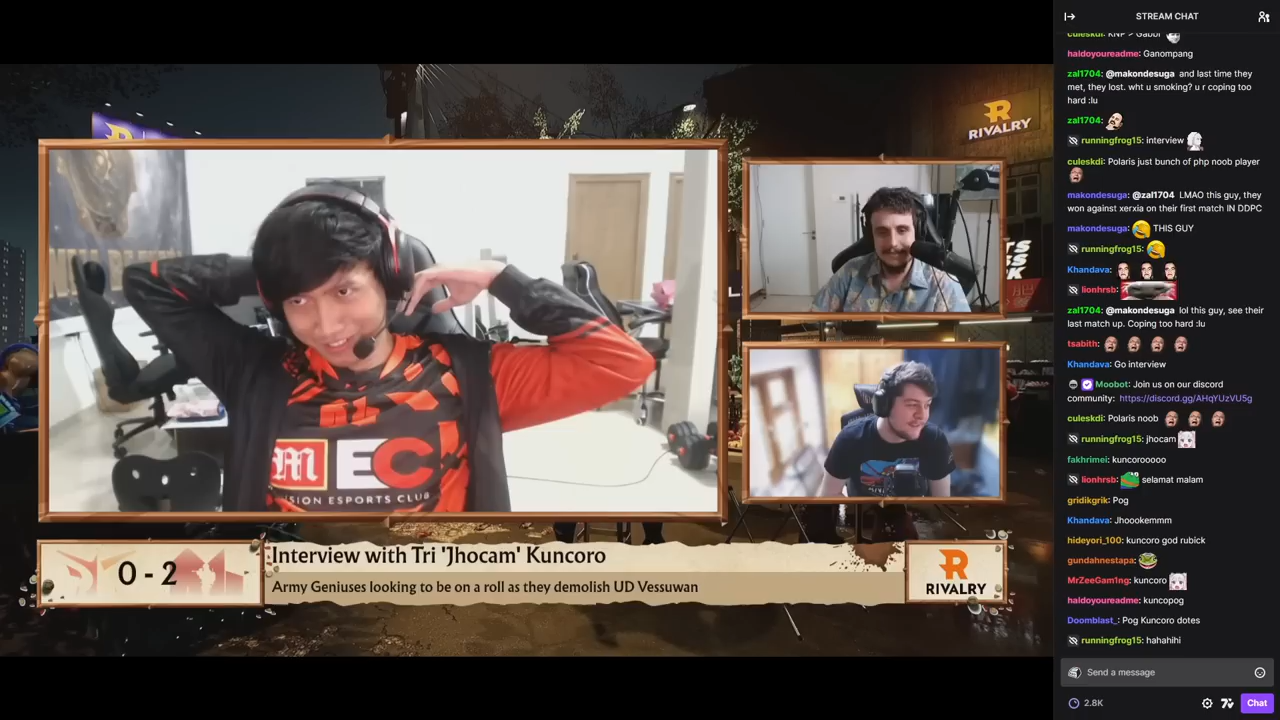 RIVALRY
M EC
SION ESPORTS CLUB
0 - 2
Interview with Tri 'Jhocam' Kuncoro
Army Geniuses looking to be on a roll as they demolish UD Vessuwan
RIVALRY
STREAM CHAT
culeskdi: KNP > Gabbi
haldoyoureadme: Ganompang
zal1704: @makondesuga and last time they
met, they lost. wht u smoking? u r coping too
hard :lu
zal1704:
runningfrog15: interview
culeskdi: Polaris just bunch of php noob player
makondesuga: @zal1704 LMAO this guy, they
won against xerxia on their first match IN DDPC
makondesuga: THIS GUY
runningfrog15:
Khandava:
lionhrsb:
zal1704: @makondesuga lol this guy, see their
last match up. Coping too hard :lu
tsabith:
Khandava: Go interview
Moobot: Join us on our discord
community: https://discord.gg/AHqYUzVU5g
culeskdi: Polaris noob
runningfrog15: jhocam
fakhrimei: kuncorooooo
lionhrsb: selamat malam
gridikgrik: Pog
Khandava: Jhoookemmm
hideyori_100: kuncoro god rubick
gundahnestapa:
MrZeeGam1ng: kuncoro
haldoyoureadme: kuncopog
Doomblast_: Pog Kuncoro dotes
runningfrog15: hahahihi
Send a message
2.8K
Chat